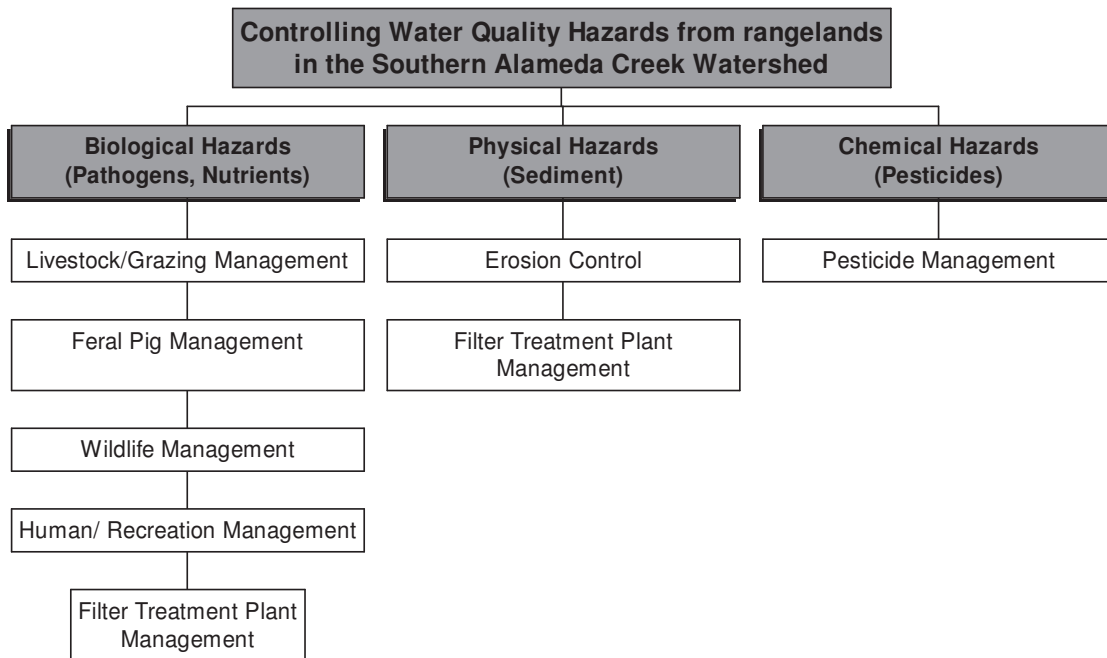 Controlling Water Quality Hazards from rangelands
in the Southern Alameda Creek Watershed
Biological Hazards
(Pathogens, Nutrients)
Physical Hazards
(Sediment)
Chemical Hazards
(Pesticides)
Livestock/Grazing Management
Erosion Control
Pesticide Management
Feral Pig Management
Filter Treatment Plant
Management
Wildlife Management
Human/ Recreation Management
Filter Treatment Plant
Management